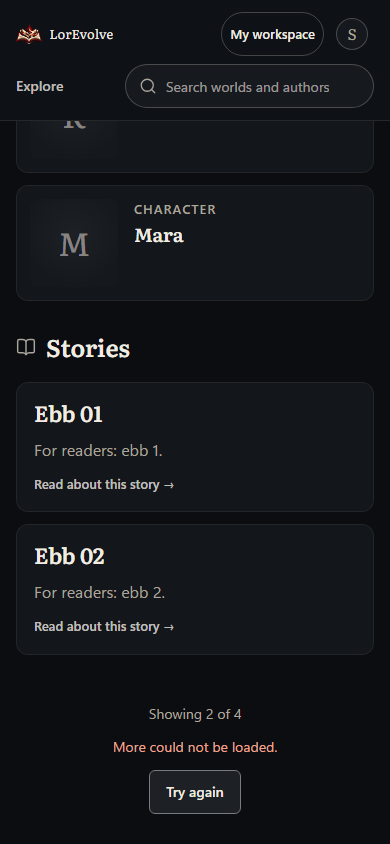 LorEvolve
My workspace
S
Explore
Search worlds and authors
M
CHARACTER
Mara
Stories
Ebb 01
For readers: ebb 1.
Read about this story →
Ebb 02
For readers: ebb 2.
Read about this story →
Showing 2 of 4
More could not be loaded.
Try again